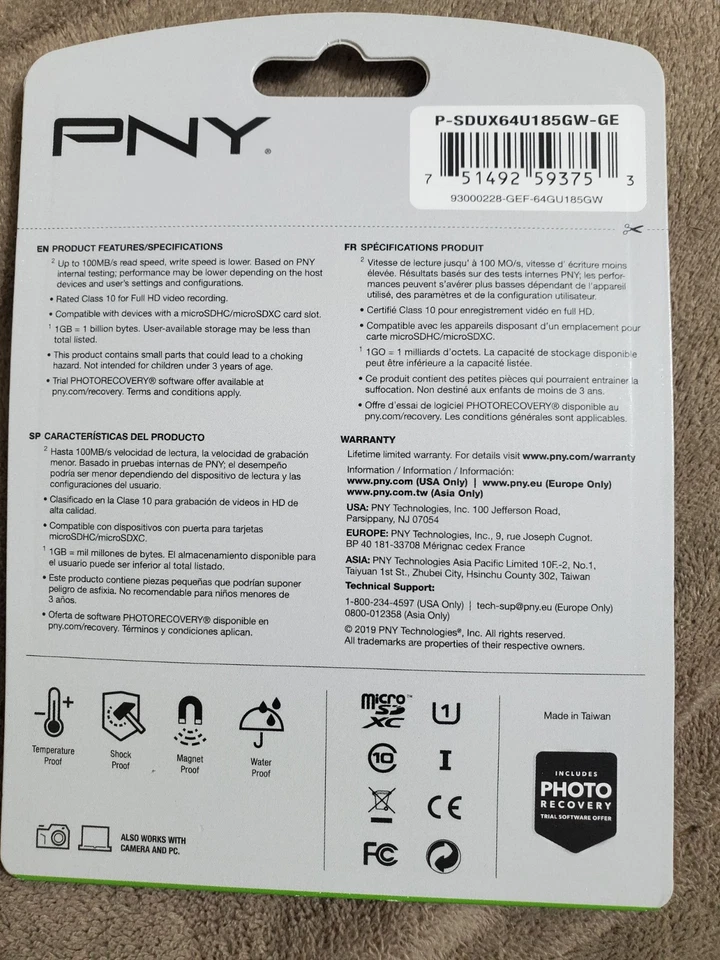 PNY®
P-SDUX64U185GW-GE
7 51492 59375 3
93000228-GEF-64GU185GW
EN PRODUCT FEATURES/SPECIFICATIONS
² Up to 100MB/s read speed, write speed is lower. Based on PNY
internal testing; performance may be lower depending on the host
devices and user's settings and configurations.
• Rated Class 10 for Full HD video recording.
• Compatible with devices with a microSDHC/microSDXC card slot.
¹ 1GB = 1 billion bytes. User-available storage may be less than
total listed.
• This product contains small parts that could lead to a choking
hazard. Not intended for children under 3 years of age.
• Trial PHOTORECOVERY® software offer available at
pny.com/recovery. Terms and conditions apply.
FR SPÉCIFICATIONS PRODUIT
² Vitesse de lecture jusqu' à 100 MO/s, vitesse d' écriture moins
élevée. Résultats basés sur des tests internes PNY; les perfor-
mances peuvent s'avérer plus basses dépendant de l'appareil
utilisé, des paramètres et de la configuration utilisateur.
• Certifié Class 10 pour enregistrement vidéo en full HD.
• Compatible avec les appareils disposant d'un emplacement pour
carte microSDHC/microSDXC.
¹ 1GO = 1 milliards d'octets. La capacité de stockage disponible
peut être inférieure a la capacité listée.
• Ce produit contient des petites pièces qui pourraient entrainer la
suffocation. Non destiné aux enfants de moins de 3 ans.
• Offre d'essai de logiciel PHOTORECOVERY® disponible au
pny.com/recovery. Les conditions générales sont applicables.
SP CARACTERÍSTICAS DEL PRODUCTO
² Hasta 100MB/s velocidad de lectura, la velocidad de grabación
menor. Basado in pruebas internas de PNY; el desempeño
podría ser menor dependiendo del dispositivo de lectura y las
configuraciones del usuario.
• Clasificado en la Clase 10 para grabación de videos in HD de
alta calidad.
• Compatible con dispositivos con puerta para tarjetas
microSDHC/microSDXC.
¹ 1GB = mil millones de bytes. El almacenamiento disponible para
el usuario puede ser inferior al total listado.
• Este producto contiene piezas pequeñas que podrían suponer
peligro de asfixia. No recomendable para niños menores de
3 años.
• Oferta de software PHOTORECOVERY® disponible en
pny.com/recovery. Términos y condiciones aplican.
WARRANTY
Lifetime limited warranty. For details visit www.pny.com/warranty
Information / Information / Información:
www.pny.com (USA Only) | www.pny.eu (Europe Only)
www.pny.com.tw (Asia Only)
USA: PNY Technologies, Inc. 100 Jefferson Road,
Parsippany, NJ 07054
EUROPE: PNY Technologies, Inc., 9, rue Joseph Cugnot.
BP 40 181-33708 Mérignac cedex France
ASIA: PNY Technologies Asia Pacific Limited 10F.-2, No.1,
Taiyuan 1st St., Zhubei City, Hsinchu County 302, Taiwan
Technical Support:
1-800-234-4597 (USA Only) | tech-sup@pny.eu (Europe Only)
0800-012358 (Asia Only)
© 2019 PNY Technologies®, Inc. All rights reserved.
All trademarks are properties of their respective owners.
Temperature
Proof
Shock
Proof
Magnet
Proof
Water
Proof
ALSO WORKS WITH
CAMERA AND PC.
micro SD XC™
1
10
I
CE
FC
Made in Taiwan
INCLUDES
PHOTO
RECOVERY
TRIAL SOFTWARE OFFER